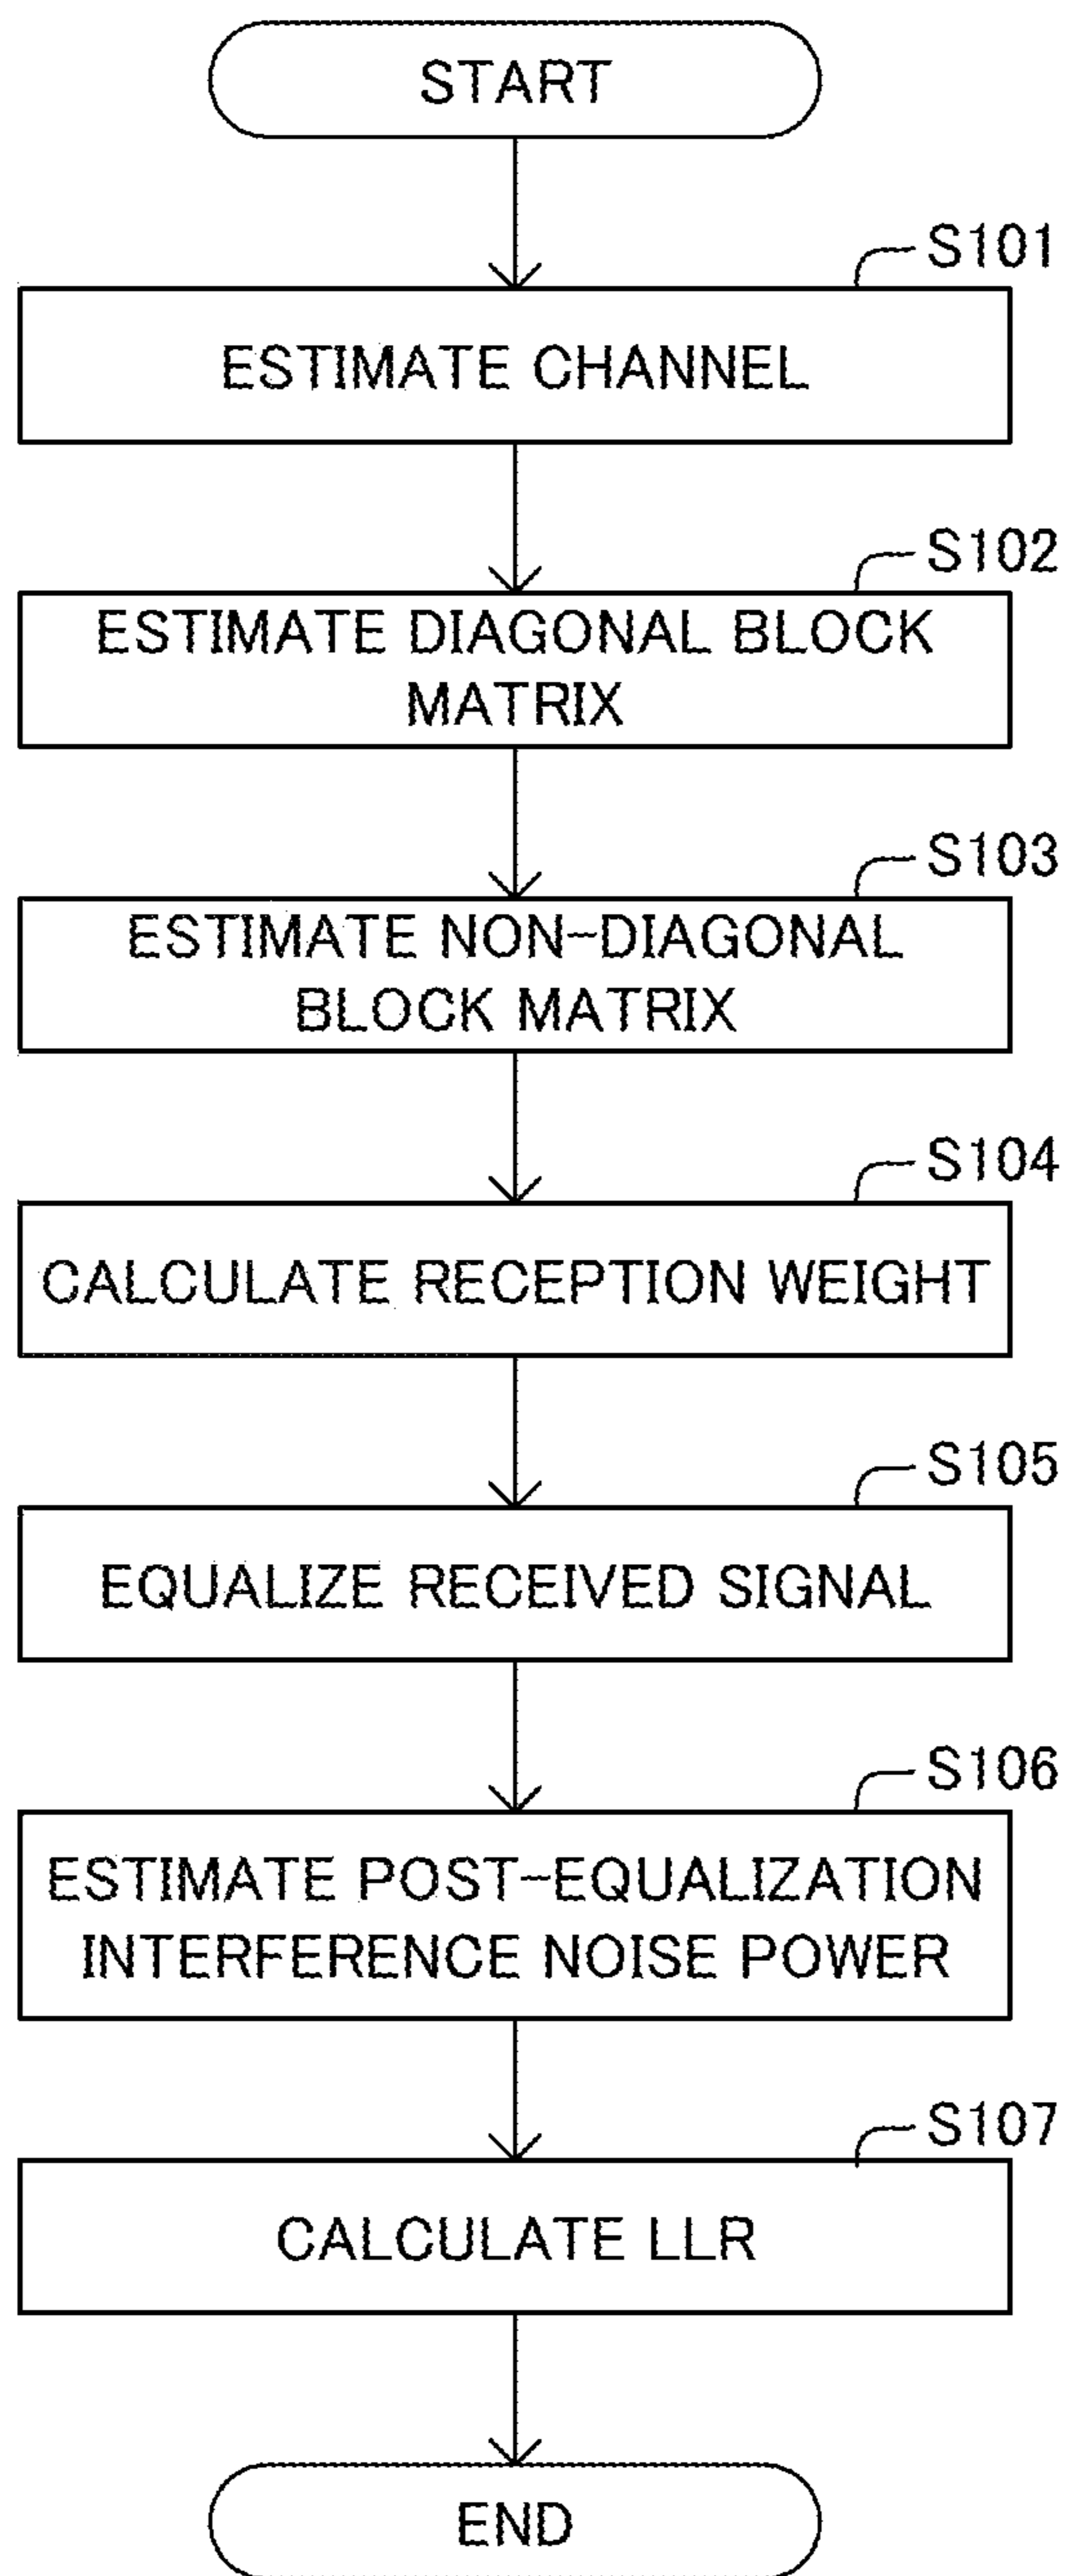 START
S101
ESTIMATE CHANNEL
S102
ESTIMATE DIAGONAL BLOCK
MATRIX
S103
ESTIMATE NON-DIAGONAL
BLOCK MATRIX
S104
CALCULATE RECEPTION WEIGHT
S105
EQUALIZE RECEIVED SIGNAL
S106
ESTIMATE POST-EQUALIZATION
INTERFERENCE NOISE POWER
S107
CALCULATE LLR
END